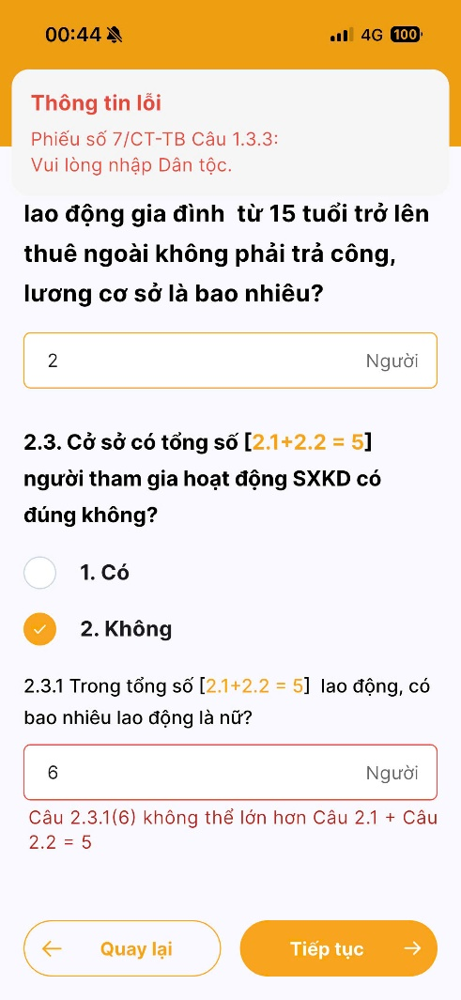 00:44
4G 100
Thông tin lỗi
Phiếu số 7/CT-TB Câu 1.3.3:
Vui lòng nhập Dân tộc.
lao động gia đình từ 15 tuổi trở lên
thuê ngoài không phải trả công,
lương cơ sở là bao nhiêu?
2 Người
2.3. Cở sở có tổng số [2.1+2.2 = 5]
người tham gia hoạt động SXKD có
đúng không?
1. Có
2. Không
2.3.1 Trong tổng số [2.1+2.2 = 5] lao động, có
bao nhiêu lao động là nữ?
6 Người
Câu 2.3.1(6) không thể lớn hơn Câu 2.1 + Câu
2.2 = 5
Quay lại Tiếp tục